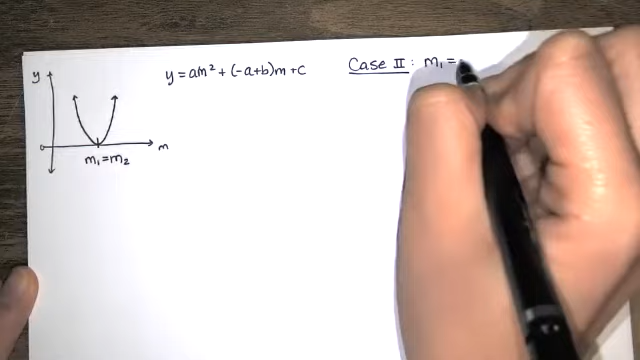 y = am² + (-a+b)m + c
Case II : m₁ =
y
m
m₁ = m₂